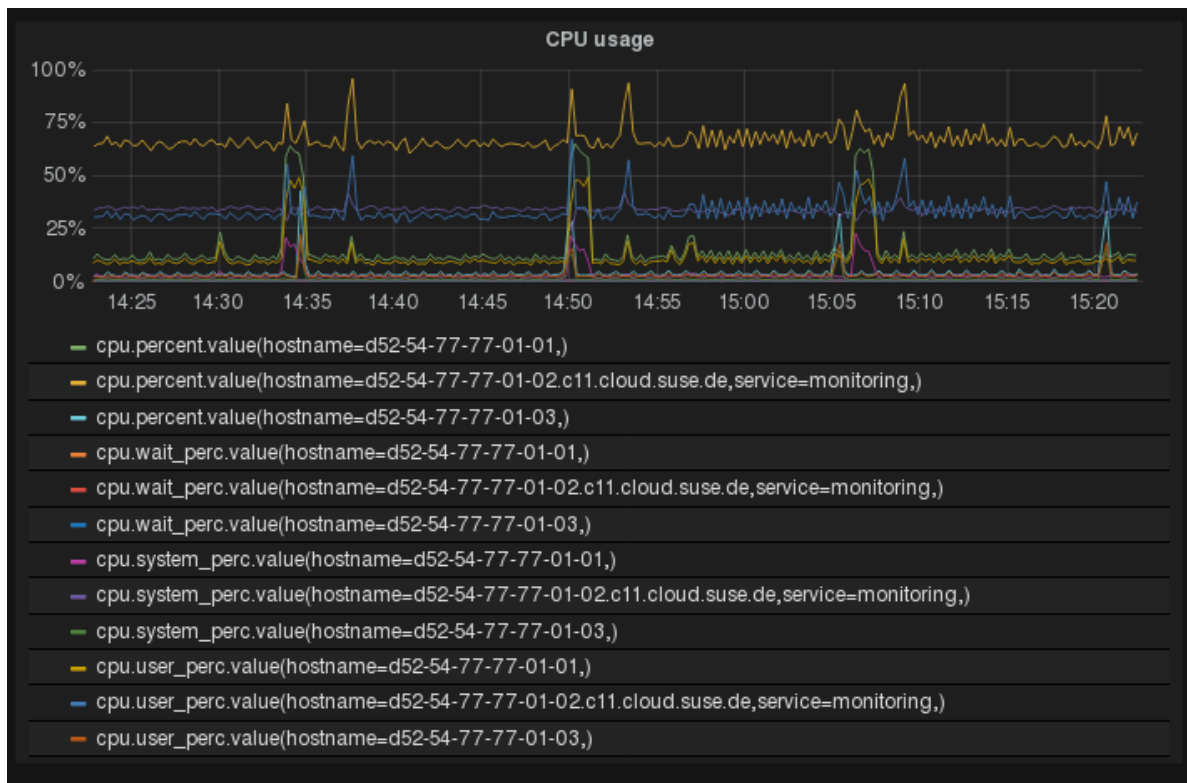 CPU usage
100%
75%
50%
25%
0%
14:25 14:30 14:35 14:40 14:45 14:50 14:55 15:00 15:05 15:10 15:15 15:20
cpu.percent.value(hostname=d52-54-77-77-01-01,)
cpu.percent.value(hostname=d52-54-77-77-01-02.c11.cloud.suse.de,service=monitoring,)
cpu.percent.value(hostname=d52-54-77-77-01-03,)
cpu.wait_perc.value(hostname=d52-54-77-77-01-01,)
cpu.wait_perc.value(hostname=d52-54-77-77-01-02.c11.cloud.suse.de,service=monitoring,)
cpu.wait_perc.value(hostname=d52-54-77-77-01-03,)
cpu.system_perc.value(hostname=d52-54-77-77-01-01,)
cpu.system_perc.value(hostname=d52-54-77-77-01-02.c11.cloud.suse.de,service=monitoring,)
cpu.system_perc.value(hostname=d52-54-77-77-01-03,)
cpu.user_perc.value(hostname=d52-54-77-77-01-01,)
cpu.user_perc.value(hostname=d52-54-77-77-01-02.c11.cloud.suse.de,service=monitoring,)
cpu.user_perc.value(hostname=d52-54-77-77-01-03,)